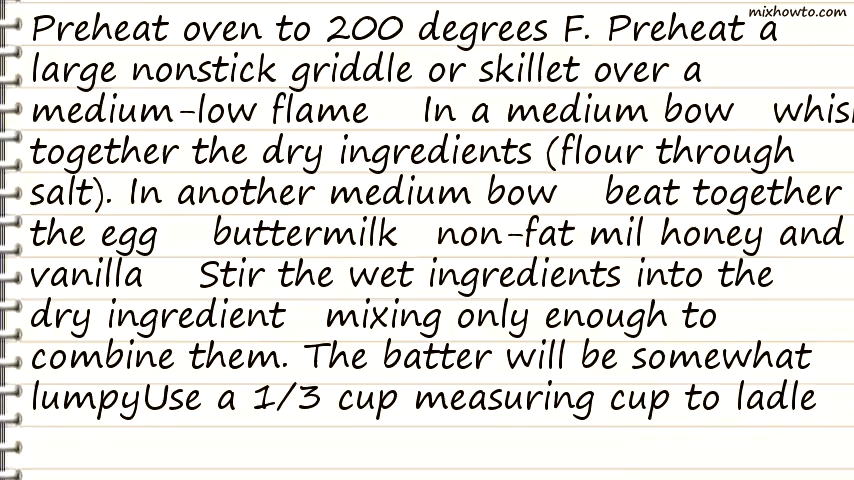 mixhowto.com
Preheat oven to 200 degrees F. Preheat a
large nonstick griddle or skillet over a
medium-low flame In a medium bow whis
together the dry ingredients (flour through
salt). In another medium bow beat together
the egg buttermilk non-fat mil honey and
vanilla Stir the wet ingredients into the
dry ingredient mixing only enough to
combine them. The batter will be somewhat
lumpyUse a 1/3 cup measuring cup to ladle